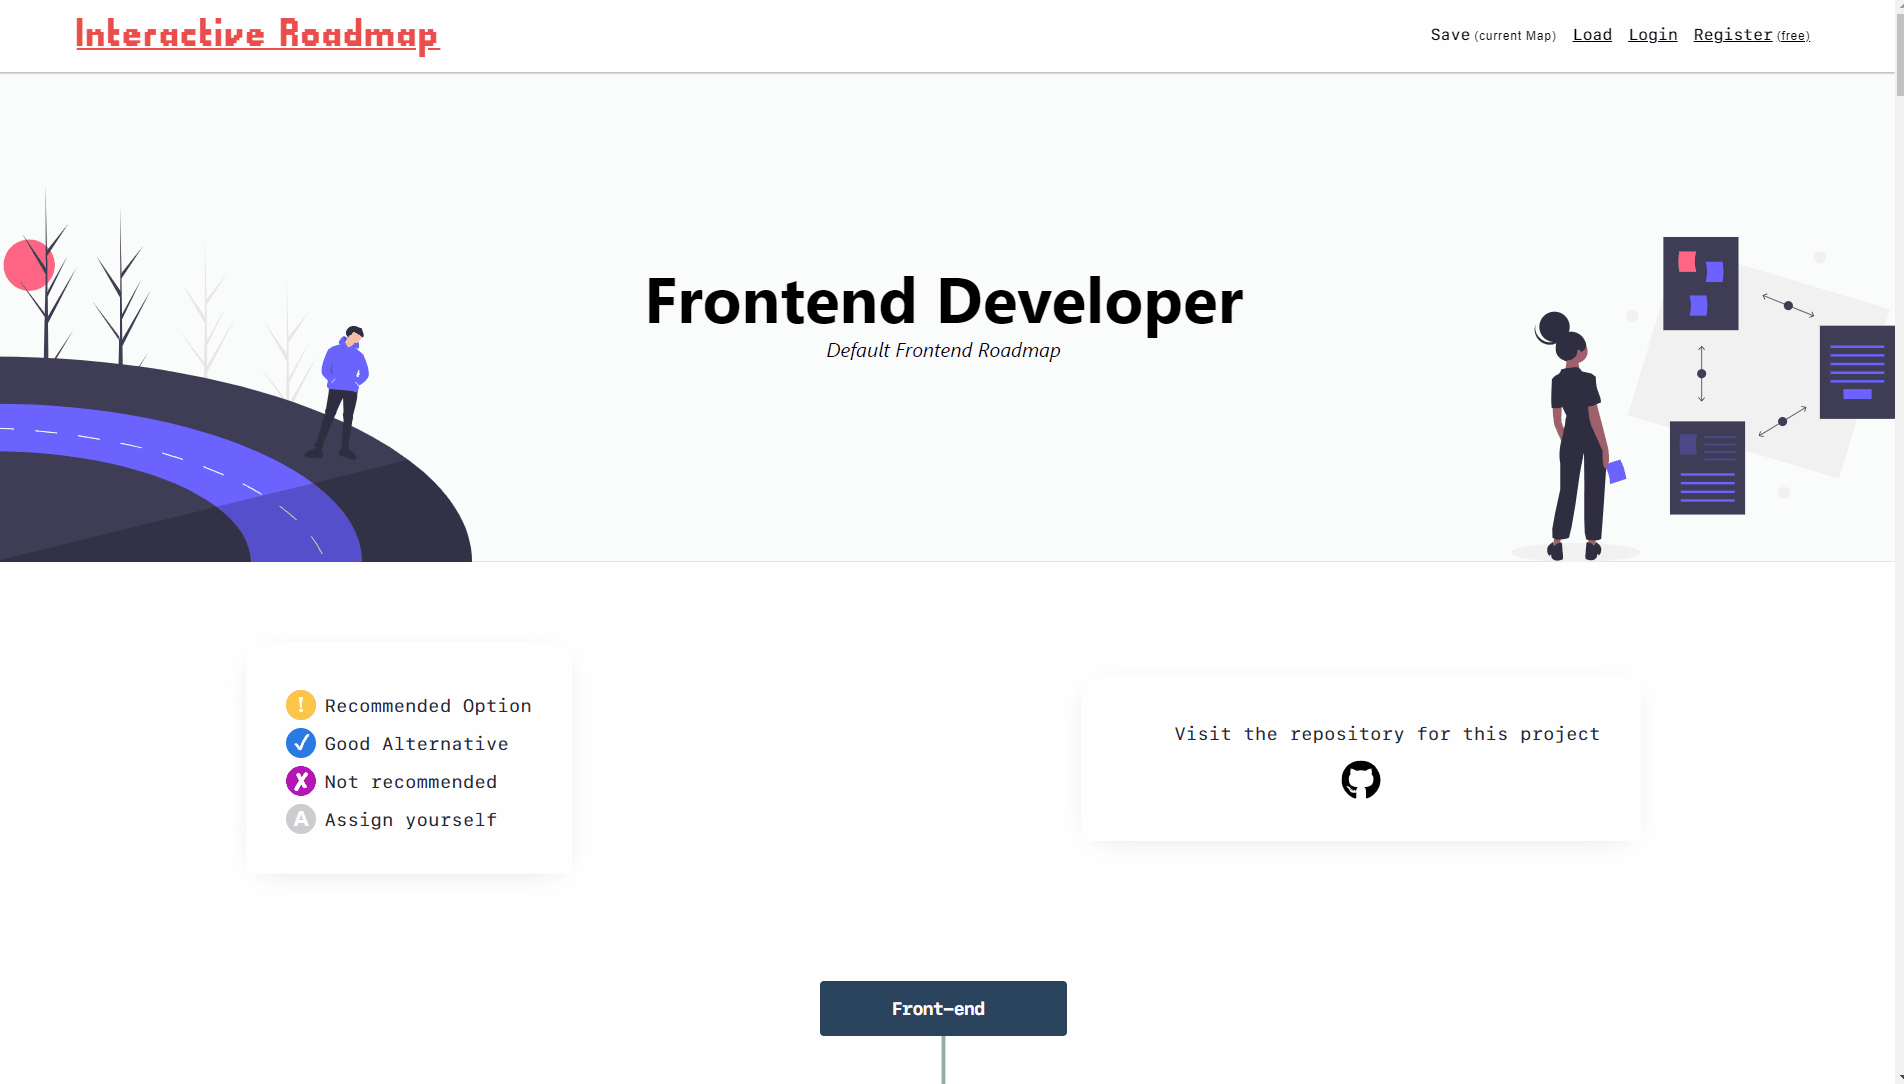 Interactive Roadmap
Save (current Map) Load Login Register (free)
Frontend Developer
Default Frontend Roadmap
! Recommended Option
✓ Good Alternative
✗ Not recommended
A Assign yourself
Visit the repository for this project
Front-end